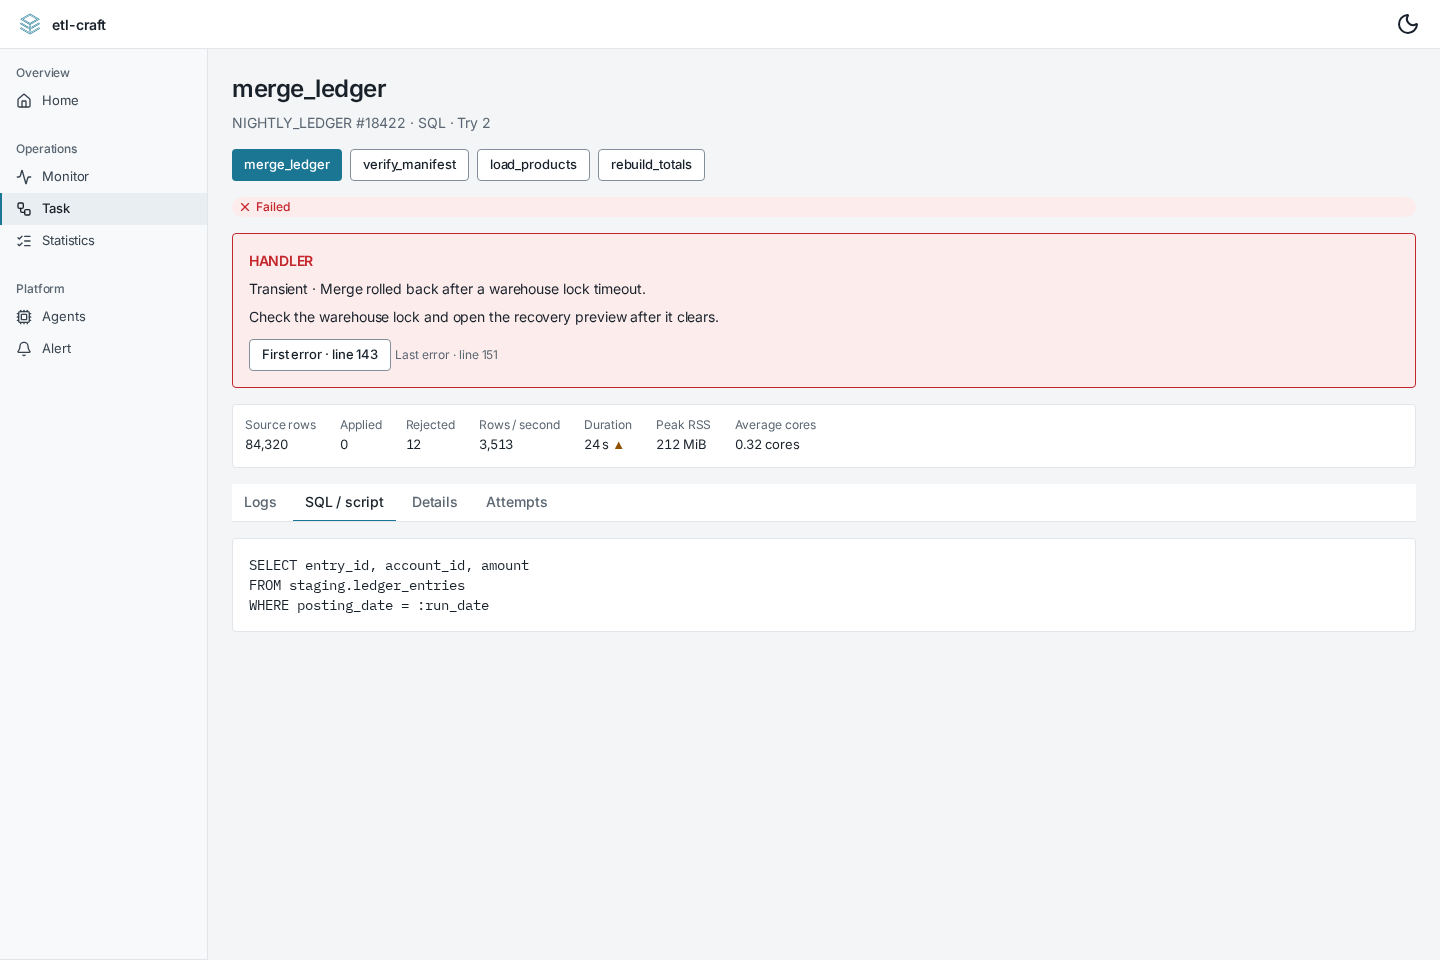 etl-craft
Overview
Home
Operations
Monitor
Task
Statistics
Platform
Agents
Alert
merge_ledger
NIGHTLY_LEDGER #18422 · SQL · Try 2
merge_ledger verify_manifest load_products rebuild_totals
Failed
HANDLER
Transient · Merge rolled back after a warehouse lock timeout.
Check the warehouse lock and open the recovery preview after it clears.
First error · line 143 Last error · line 151
Source rows Applied Rejected Rows / second Duration Peak RSS Average cores
84,320 0 12 3,513 24 s ▲ 212 MiB 0.32 cores
Logs SQL / script Details Attempts
SELECT entry_id, account_id, amount
FROM staging.ledger_entries
WHERE posting_date = :run_date